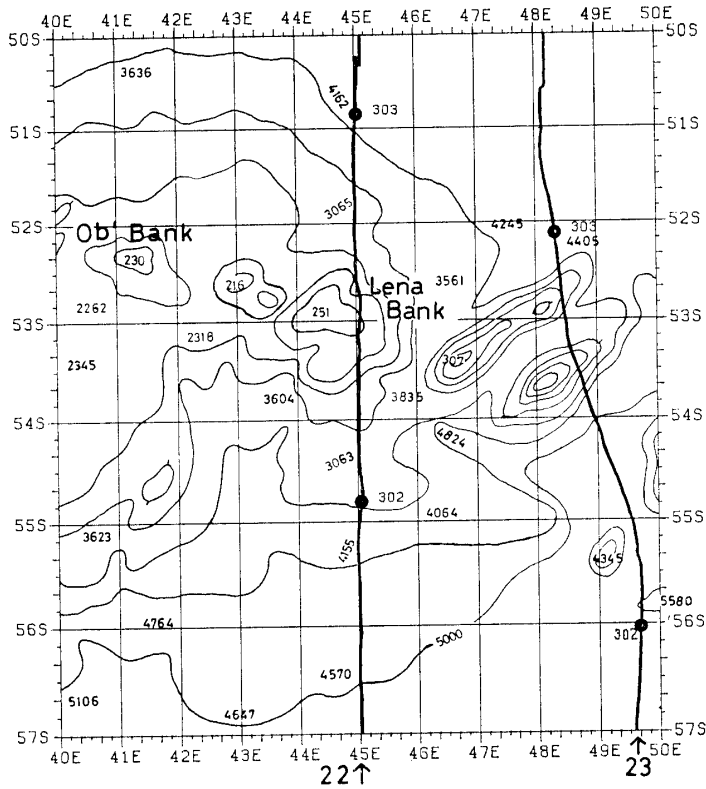 40E 41E 42E 43E 44E 45E 46E 47E 48E 49E 50E
50S 50S
3636
4162
303
51S 51S
3065
4245 303
52S 52S
4405
Ob' Bank
230
216
3561
Lena
Bank
2262
251
53S 53S
2318
307
2345
3604
3835
54S 54S
4824
3063
302
4064
55S 55S
3623
4155
4345
5580
4764
56S 56S
302
5000
4570
5106
4647
57S 57S
40E 41E 42E 43E 44E 45E 46E 47E 48E 49E 50E
22↑ 23↑